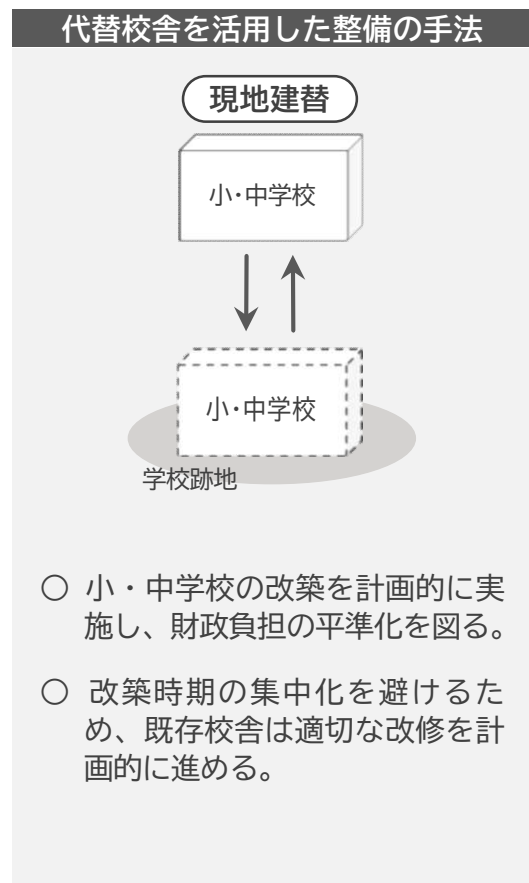 代替校舎を活用した整備の手法
現地建替
小・中学校
小・中学校
学校跡地
○ 小・中学校の改築を計画的に実
施し、財政負担の平準化を図る。
○ 改築時期の集中化を避けるた
め、既存校舎は適切な改修を計
画的に進める。